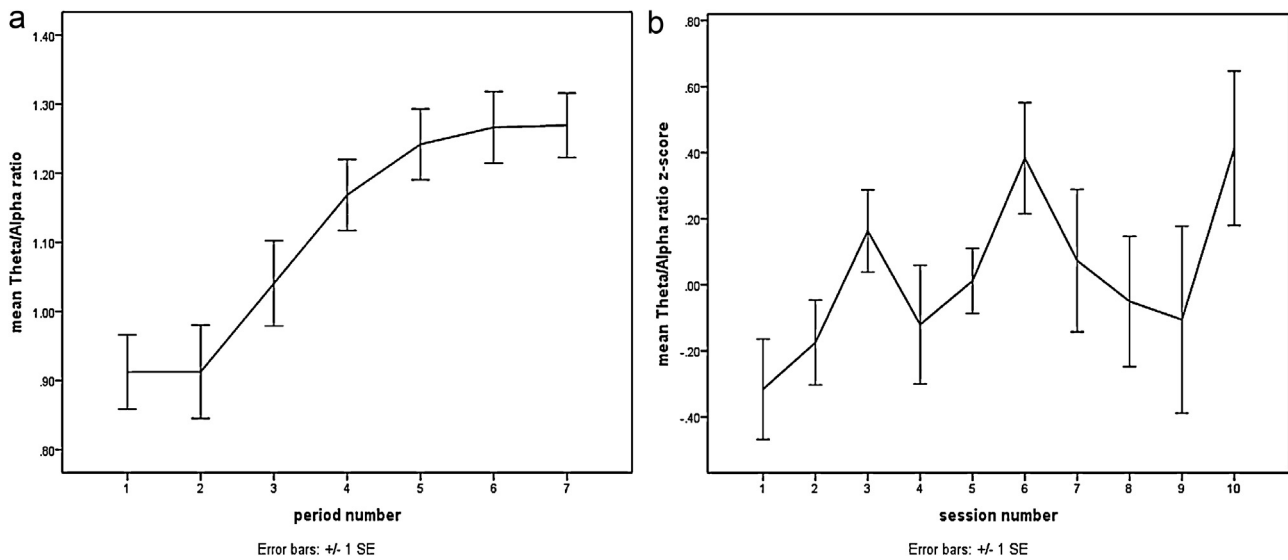 a
1.40
1.30
1.20
1.10
1.00
.90
.80
mean Theta/Alpha ratio
1 2 3 4 5 6 7
period number
Error bars: +/- 1 SE
b
.80
.60
.40
.20
.00
-.20
-.40
mean Theta/Alpha ratio z-score
1 2 3 4 5 6 7 8 9 10
session number
Error bars: +/- 1 SE